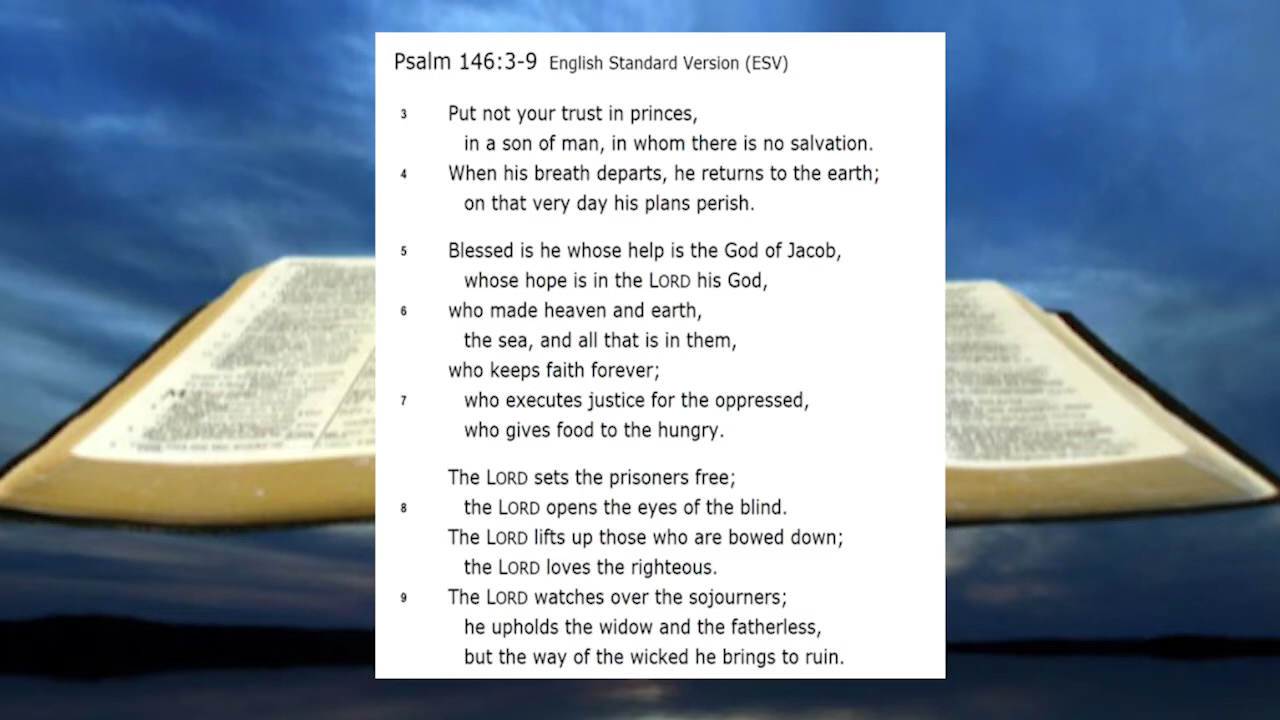 Psalm 146:3-9 English Standard Version (ESV)
3 Put not your trust in princes,
in a son of man, in whom there is no salvation.
4 When his breath departs, he returns to the earth;
on that very day his plans perish.
5 Blessed is he whose help is the God of Jacob,
whose hope is in the LORD his God,
6 who made heaven and earth,
the sea, and all that is in them,
who keeps faith forever;
7 who executes justice for the oppressed,
who gives food to the hungry.
The LORD sets the prisoners free;
8 the LORD opens the eyes of the blind.
The LORD lifts up those who are bowed down;
the LORD loves the righteous.
9 The LORD watches over the sojourners;
he upholds the widow and the fatherless,
but the way of the wicked he brings to ruin.